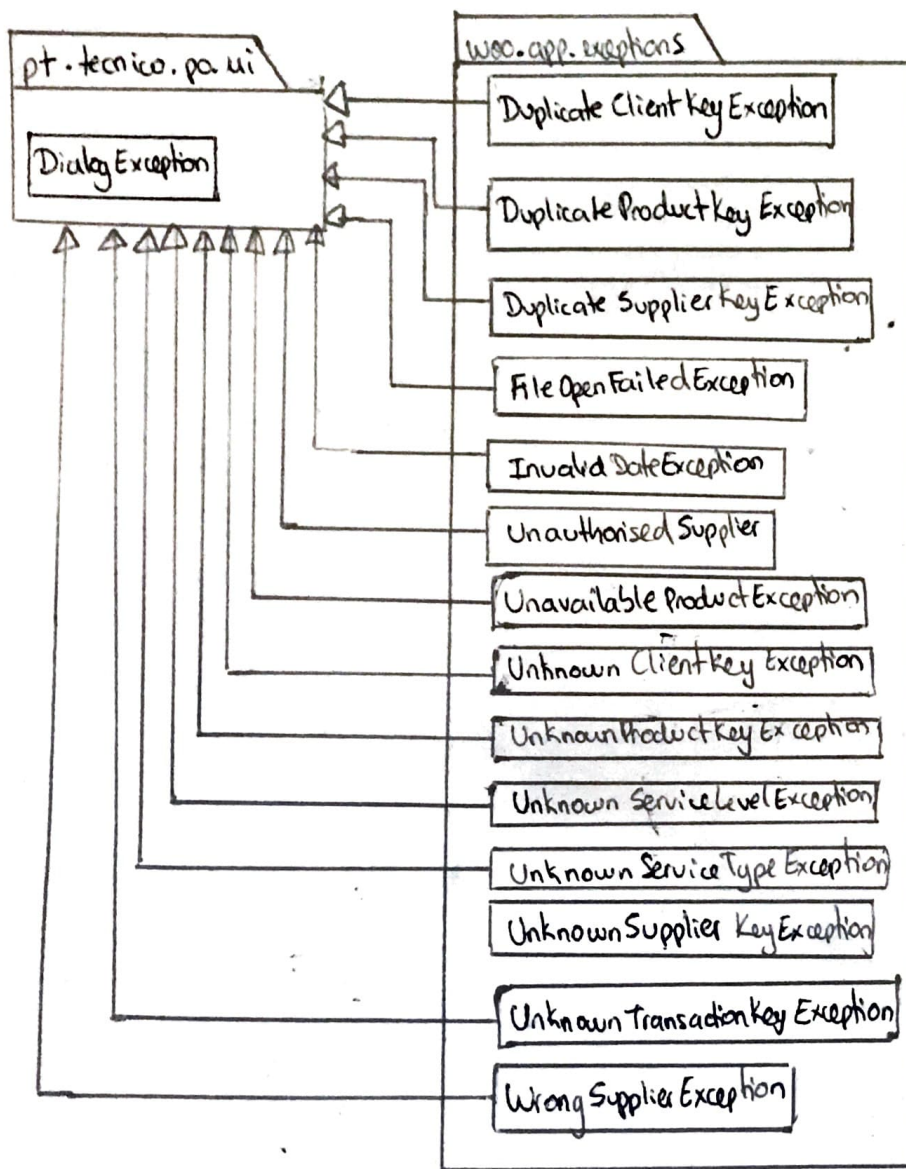 pt.tecnico.po.ui
DialogException
woo.app.exeptions
Duplicate Client Key Exception
Duplicate Product Key Exception
Duplicate Supplier Key Exception
File Open Failed Exception
Invalid Date Exception
Unauthorised Supplier
Unavailable Product Exception
Unknown Client Key Exception
Unknown Product Key Exception
Unknown Service Level Exception
Unknown Service Type Exception
Unknown Supplier Key Exception
Unknown Transaction Key Exception
Wrong Supplier Exception